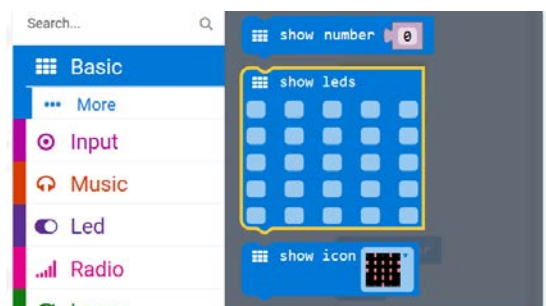 Search...
Basic
More
Input
Music
Led
Radio
show number 0
show leds
show icon